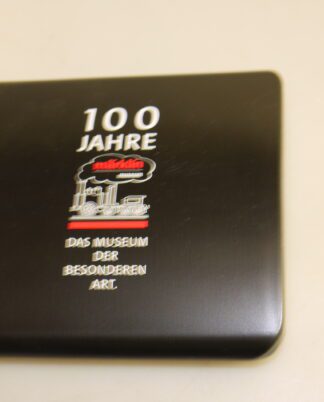 100
JAHRE
märklin
DAS MUSEUM
DER
BESONDEREN
ART.